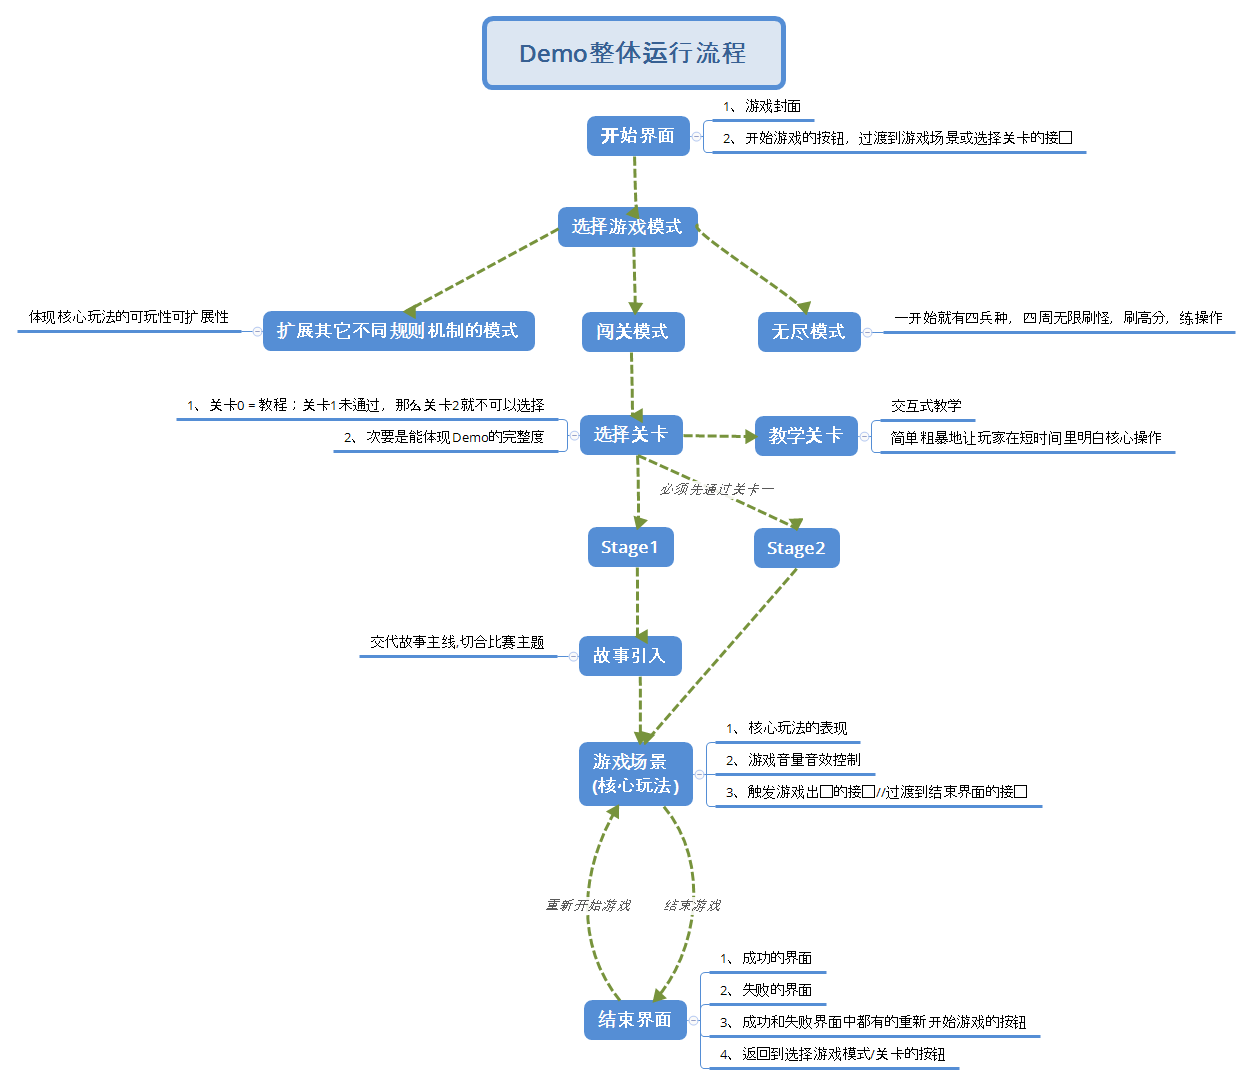 Demo整体运行流程
1、游戏封面
开始界面
2、开始游戏的按钮，过渡到游戏场景或选择关卡的接口
选择游戏模式
体现核心玩法的可玩性可扩展性
扩展其它不同规则机制的模式
闯关模式
无尽模式
一开始就有四兵种，四周无限刷怪，刷高分，练操作
1、关卡0 = 教程；关卡1未通过，那么关卡2就不可以选择
2、次要是能体现Demo的完整度
选择关卡
教学关卡
交互式教学
简单粗暴地让玩家在短时间里明白核心操作
必须先通过关卡一
Stage1
Stage2
交代故事主线,切合比赛主题
故事引入
游戏场景
(核心玩法)
1、核心玩法的表现
2、游戏音量音效控制
3、触发游戏出口的接口//过渡到结束界面的接口
重新开始游戏
结束游戏
结束界面
1、成功的界面
2、失败的界面
3、成功和失败界面中都有的重新开始游戏的按钮
4、返回到选择游戏模式/关卡的按钮